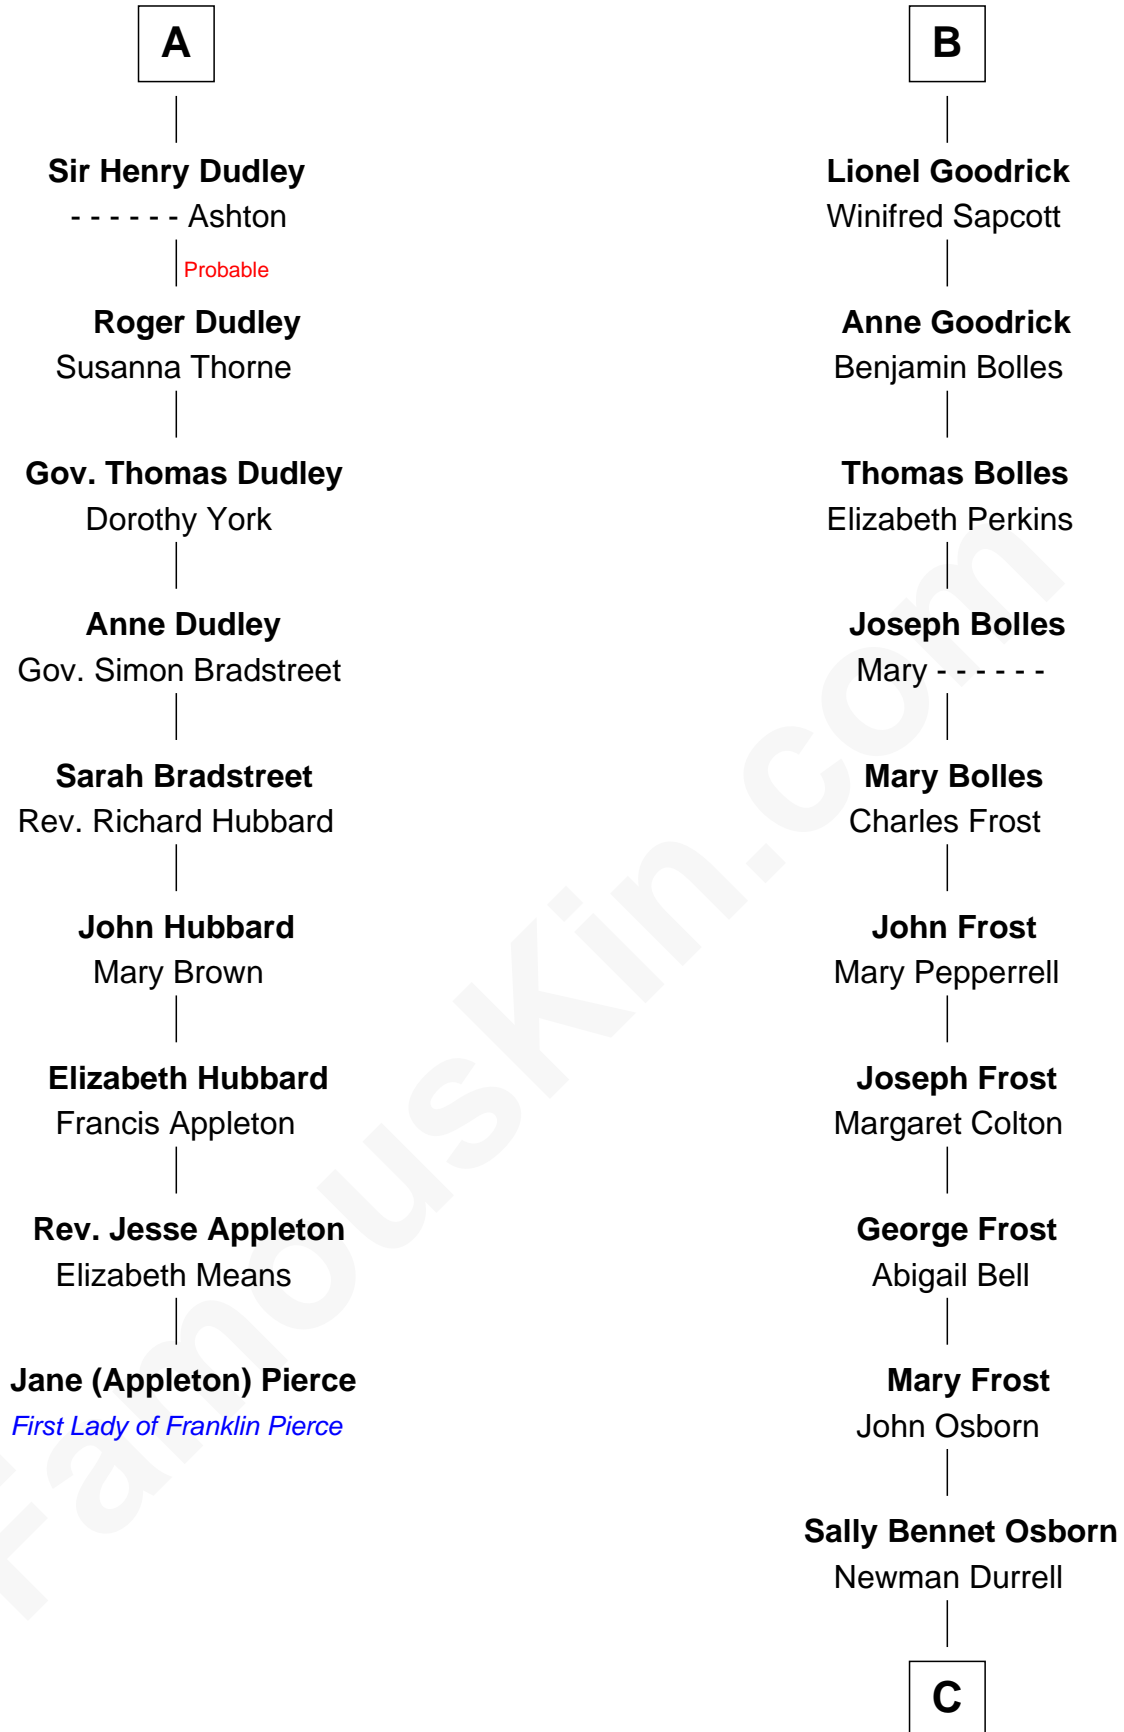 A
Sir Henry Dudley
- - - - - - Ashton
Probable
Roger Dudley
Susanna Thorne
Gov. Thomas Dudley
Dorothy York
Anne Dudley
Gov. Simon Bradstreet
Sarah Bradstreet
Rev. Richard Hubbard
John Hubbard
Mary Brown
Elizabeth Hubbard
Francis Appleton
Rev. Jesse Appleton
Elizabeth Means
Jane (Appleton) Pierce
First Lady of Franklin Pierce
B
Lionel Goodrick
Winifred Sapcott
Anne Goodrick
Benjamin Bolles
Thomas Bolles
Elizabeth Perkins
Joseph Bolles
Mary - - - - - -
Mary Bolles
Charles Frost
John Frost
Mary Pepperrell
Joseph Frost
Margaret Colton
George Frost
Abigail Bell
Mary Frost
John Osborn
Sally Bennet Osborn
Newman Durrell
C
FamousKin.com